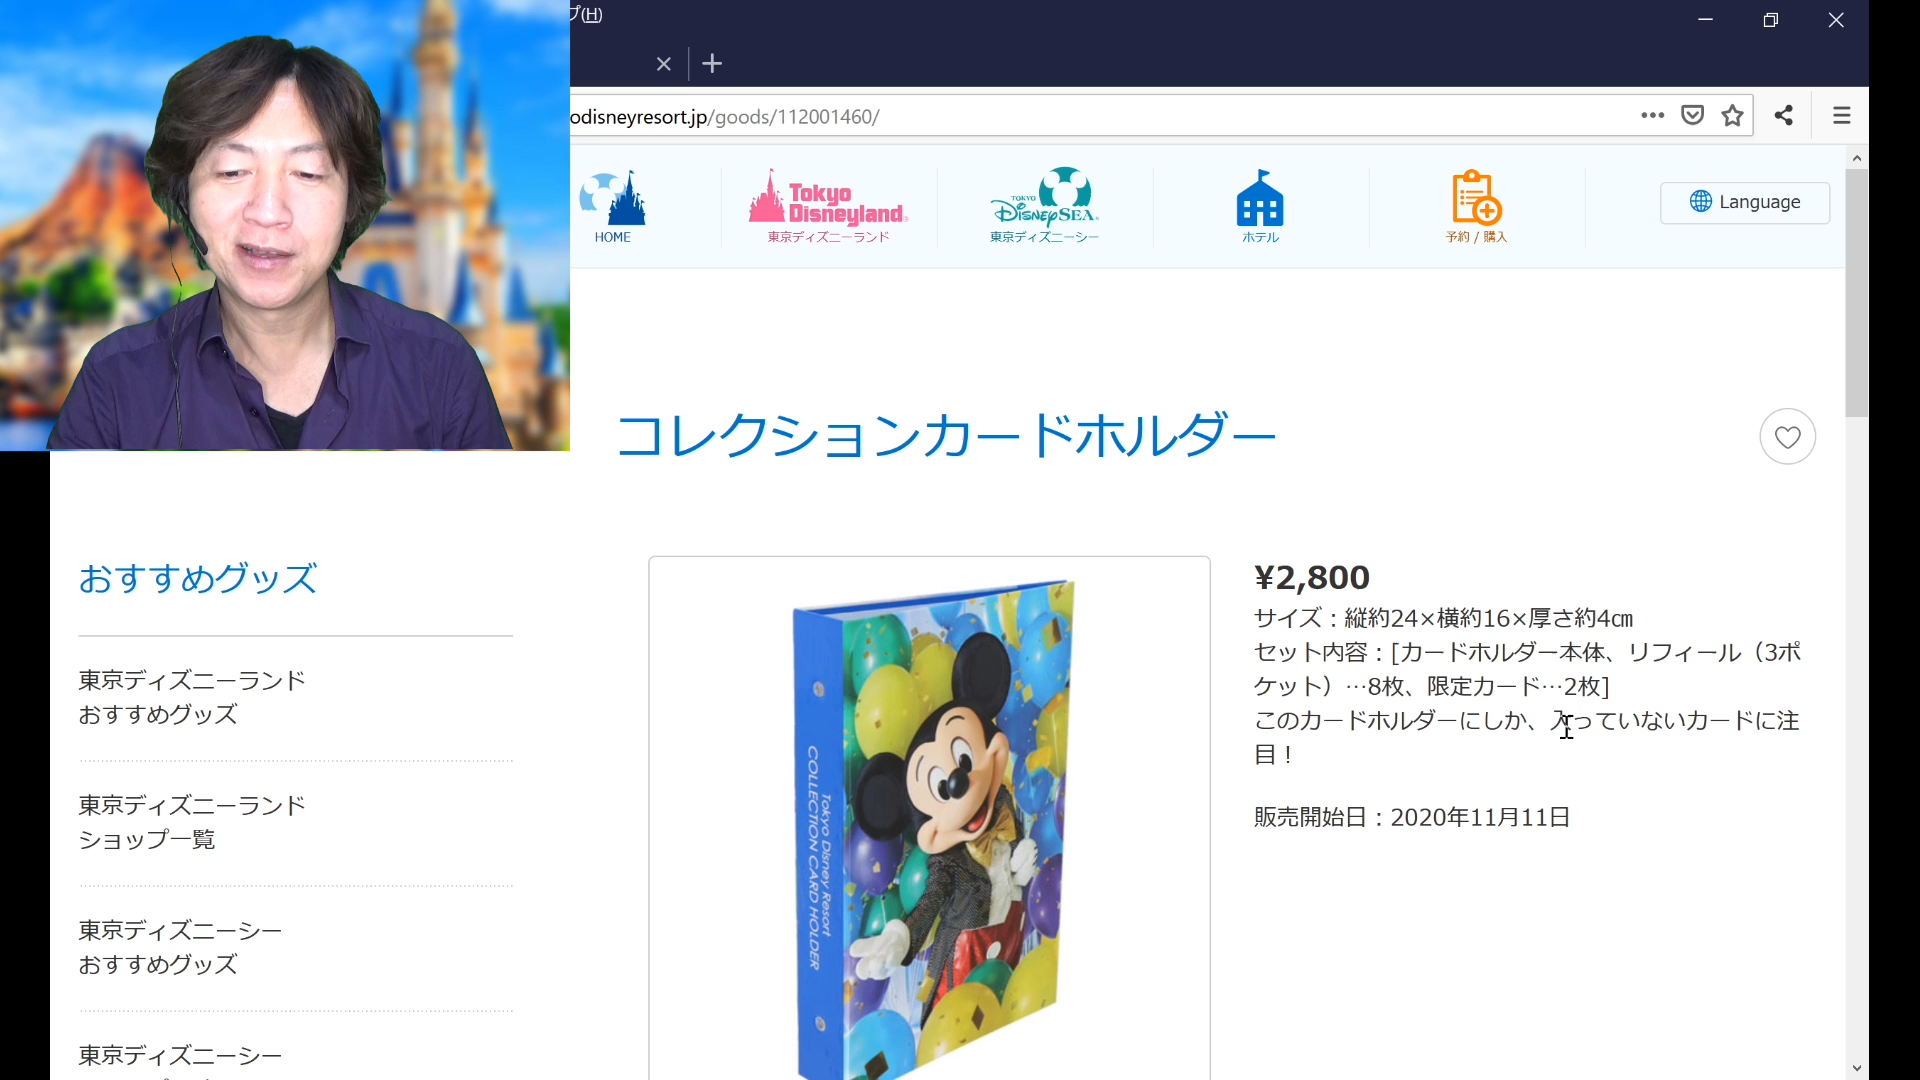 プ(H)
odisneyresort.jp/goods/112001460/
HOME
Tokyo
Disneyland
東京ディズニーランド
TOKYO
DisneySEA
東京ディズニーシー
ホテル
予約 / 購入
Language
コレクションカードホルダー
おすすめグッズ
東京ディズニーランド
おすすめグッズ
東京ディズニーランド
ショップ一覧
東京ディズニーシー
おすすめグッズ
東京ディズニーシー
Tokyo Disney Resort
COLLECTION CARD HOLDER
¥2,800
サイズ：縦約24×横約16×厚さ約4㎝
セット内容：[カードホルダー本体、リフィール（3ポ
ケット）…8枚、限定カード…2枚]
このカードホルダーにしか、入っていないカードに注
目！
販売開始日：2020年11月11日